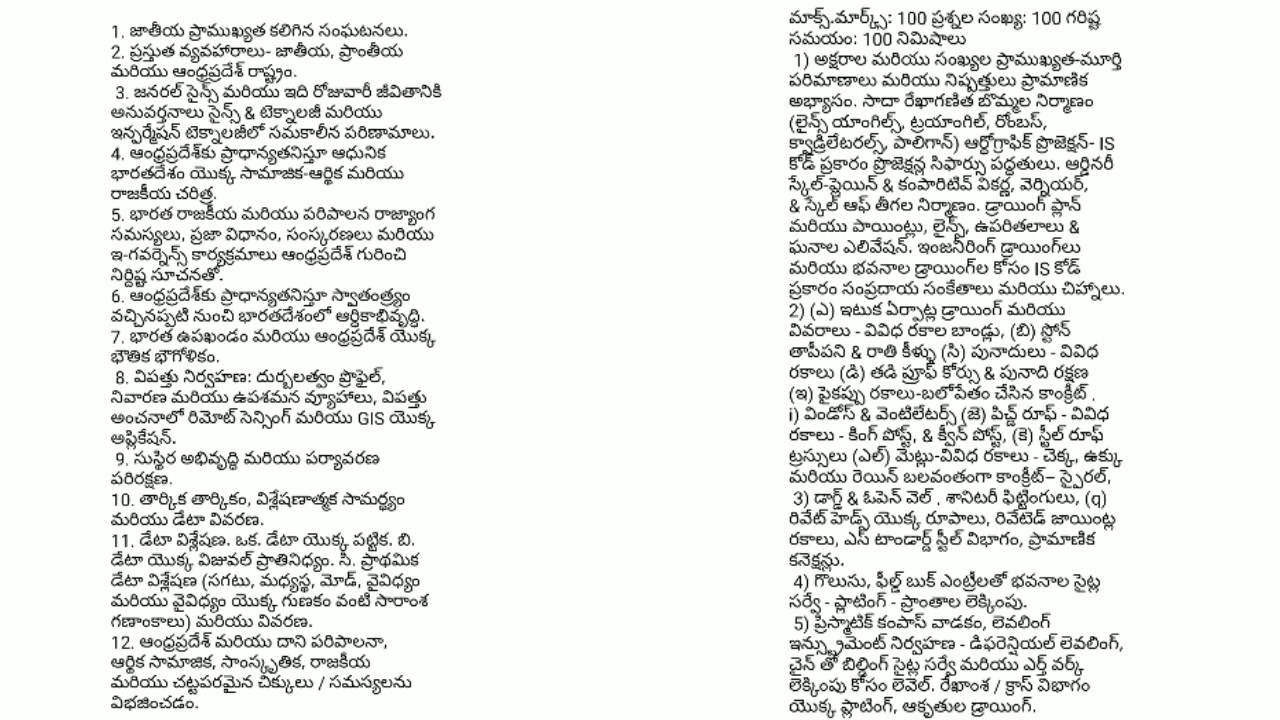 1. జాతీయ ప్రాముఖ్యత కలిగిన సంఘటనలు.
2. ప్రస్తుత వ్యవహారాలు- జాతీయ, ప్రాంతీయ
మరియు ఆంధ్రప్రదేశ్ రాష్ట్రం.
3. జనరల్ సైన్స్ మరియు ఇది రోజువారీ జీవితానికి
అనువర్తనాలు సైన్స్ & టెక్నాలజీ మరియు
ఇన్ఫర్మేషన్ టెక్నాలజీలో సమకాలీన పరిణామాలు.
4. ఆంధ్రప్రదేశ్‌కు ప్రాధాన్యతనిస్తూ ఆధునిక
భారతదేశం యొక్క సామాజిక-ఆర్థిక మరియు
రాజకీయ చరిత్ర.
5. భారత రాజకీయ మరియు పరిపాలన రాజ్యాంగ
సమస్యలు, ప్రజా విధానం, సంస్కరణలు మరియు
ఇ-గవర్నెన్స్ కార్యక్రమాలు ఆంధ్రప్రదేశ్ గురించి
నిర్దిష్ట సూచనతో.
6. ఆంధ్రప్రదేశ్‌కు ప్రాధాన్యతనిస్తూ స్వాతంత్ర్యం
వచ్చినప్పటి నుంచి భారతదేశంలో ఆర్థికాభివృద్ధి.
7. భారత ఉపఖండం మరియు ఆంధ్రప్రదేశ్ యొక్క
భౌతిక భౌగోళికం.
8. విపత్తు నిర్వహణ: దుర్బలత్వం ప్రొఫైల్,
నివారణ మరియు ఉపశమన వ్యూహాలు, విపత్తు
అంచనాలో రిమోట్ సెన్సింగ్ మరియు GIS యొక్క
అప్లికేషన్.
9. సుస్థిర అభివృద్ధి మరియు పర్యావరణ
పరిరక్షణ.
10. తార్కిక తార్కికం, విశ్లేషణాత్మక సామర్థ్యం
మరియు డేటా వివరణ.
11. డేటా విశ్లేషణ. ఒక. డేటా యొక్క పట్టిక. బి.
డేటా యొక్క విజువల్ ప్రాతినిధ్యం. సి. ప్రాథమిక
డేటా విశ్లేషణ (సగటు, మధ్యస్థ, మోడ్, వైవిధ్యం
మరియు వైవిధ్యం యొక్క గుణకం వంటి సారాంశ
గణాంకాలు) మరియు వివరణ.
12. ఆంధ్రప్రదేశ్ మరియు దాని పరిపాలనా,
ఆర్థిక సామాజిక, సాంస్కృతిక, రాజకీయ
మరియు చట్టపరమైన చిక్కులు / సమస్యలను
విభజించడం.
మాక్స్.మార్క్స్: 100 ప్రశ్నల సంఖ్య: 100 గరిష్ట
సమయం: 100 నిమిషాలు
1) అక్షరాల మరియు సంఖ్యల ప్రాముఖ్యత-మూర్తి
పరిమాణాలు మరియు నిష్పత్తులు ప్రామాణిక
అభ్యాసం. సాదా రేఖాగణిత బొమ్మల నిర్మాణం
(లైన్స్ యాంగిల్స్, ట్రయాంగిల్, రోంబస్,
క్వాడ్రిలేటరల్స్, పాలిగాన్) ఆర్థోగ్రాఫిక్ ప్రొజెక్షన్- IS
కోడ్ ప్రకారం ప్రొజెక్షన్ల సిఫార్సు పద్ధతులు. ఆర్డినరీ
స్కేల్-ప్లెయిన్ & కంపారిటివ్ వికర్ణ, వెర్నియర్,
& స్కేల్ ఆఫ్ తీగల నిర్మాణం. డ్రాయింగ్ ప్లాన్
మరియు పాయింట్లు, లైన్స్, ఉపరితలాలు &
ఘనాల ఎలివేషన్. ఇంజనీరింగ్ డ్రాయింగ్‌లు
మరియు భవనాల డ్రాయింగ్‌ల కోసం IS కోడ్
ప్రకారం సంప్రదాయ సంకేతాలు మరియు చిహ్నాలు.
2) (ఎ) ఇటుక ఏర్పాట్ల డ్రాయింగ్ మరియు
వివరాలు - వివిధ రకాల బాండ్లు, (బి) స్టోన్
తాపీపని & రాతి కీళ్ళు (సి) పునాదులు - వివిధ
రకాలు (డి) తడి ప్రూఫ్ కోర్సు & పునాది రక్షణ
(ఇ) పైకప్పు రకాలు-బలోపేతం చేసిన కాంక్రీట్ .
i) విండోస్ & వెంటిలేటర్స్ (జె) పిచ్డ్ రూఫ్ - వివిధ
రకాలు - కింగ్ పోస్ట్, & క్వీన్ పోస్ట్, (కె) స్టీల్ రూఫ్
ట్రస్సులు (ఎల్) మెట్లు-వివిధ రకాలు - చెక్క, ఉక్కు
మరియు రెయిన్ బలవంతంగా కాంక్రీట్– స్పైరల్,
3) డాగ్డ్ & ఓపెన్ వెల్ . శానిటరీ ఫిట్టింగులు, (q)
రివేట్ హెడ్స్ యొక్క రూపాలు, రివేటెడ్ జాయింట్ల
రకాలు, ఎస్ టాండార్డ్ స్టీల్ విభాగం, ప్రామాణిక
కనెక్షన్లు.
4) గొలుసు, ఫీల్డ్ బుక్ ఎంట్రీలతో భవనాల సైట్ల
సర్వే - ప్లాటింగ్ - ప్రాంతాల లెక్కింపు.
5) ప్రిస్మాటిక్ కంపాస్ వాడకం, లెవలింగ్
ఇన్స్ట్రుమెంట్ నిర్వహణ - డిఫరెన్షియల్ లెవలింగ్,
చైన్ తో బిల్డింగ్ సైట్ల సర్వే మరియు ఎర్త్ వర్క్
లెక్కింపు కోసం లెవెల్. రేఖాంశ / క్రాస్ విభాగం
యొక్క ప్లాటింగ్, ఆకృతుల డ్రాయింగ్.